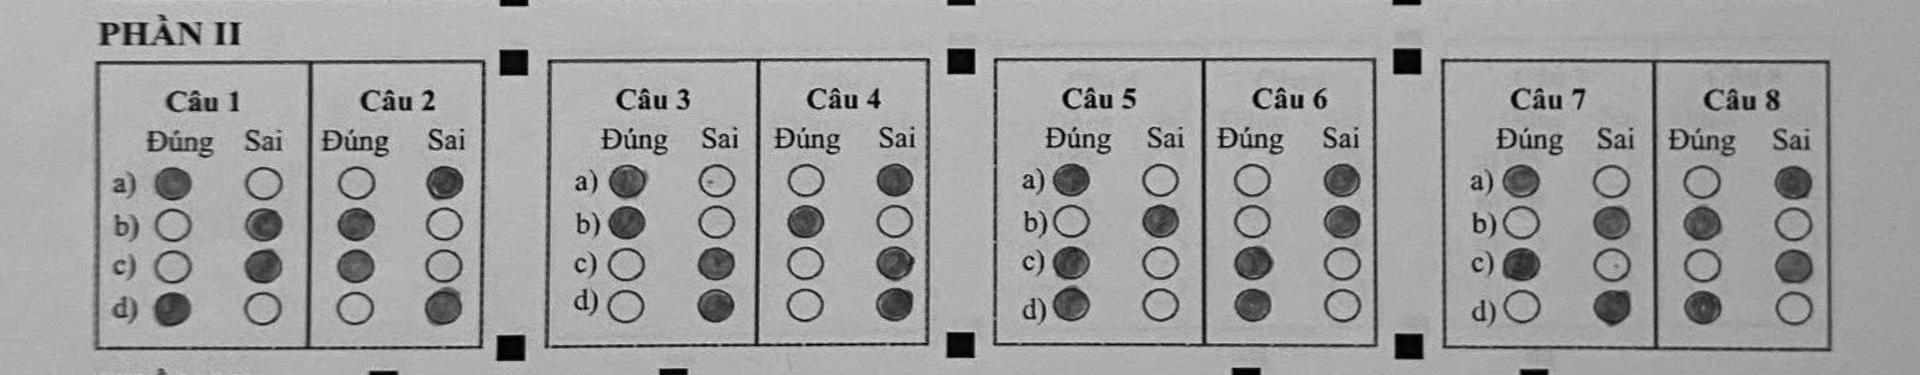 PHẦN II
Câu 1 Câu 2 Câu 3 Câu 4 Câu 5 Câu 6 Câu 7 Câu 8
Đúng Sai Đúng Sai Đúng Sai Đúng Sai Đúng Sai Đúng Sai Đúng Sai Đúng Sai
a) a) a) a)
b) b) b) b)
c) c) c) c)
d) d) d) d)